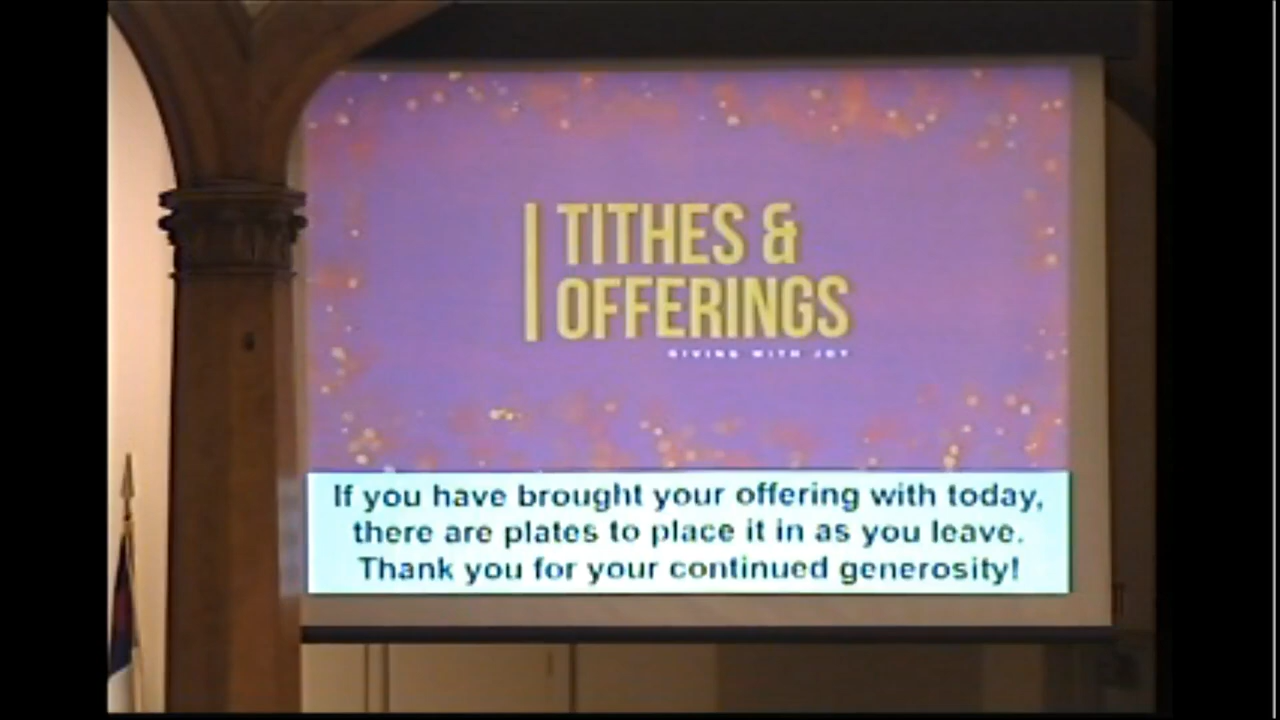 TITHES &
OFFERINGS
GIVING WITH JOY
If you have brought your offering with today,
there are plates to place it in as you leave.
Thank you for your continued generosity!